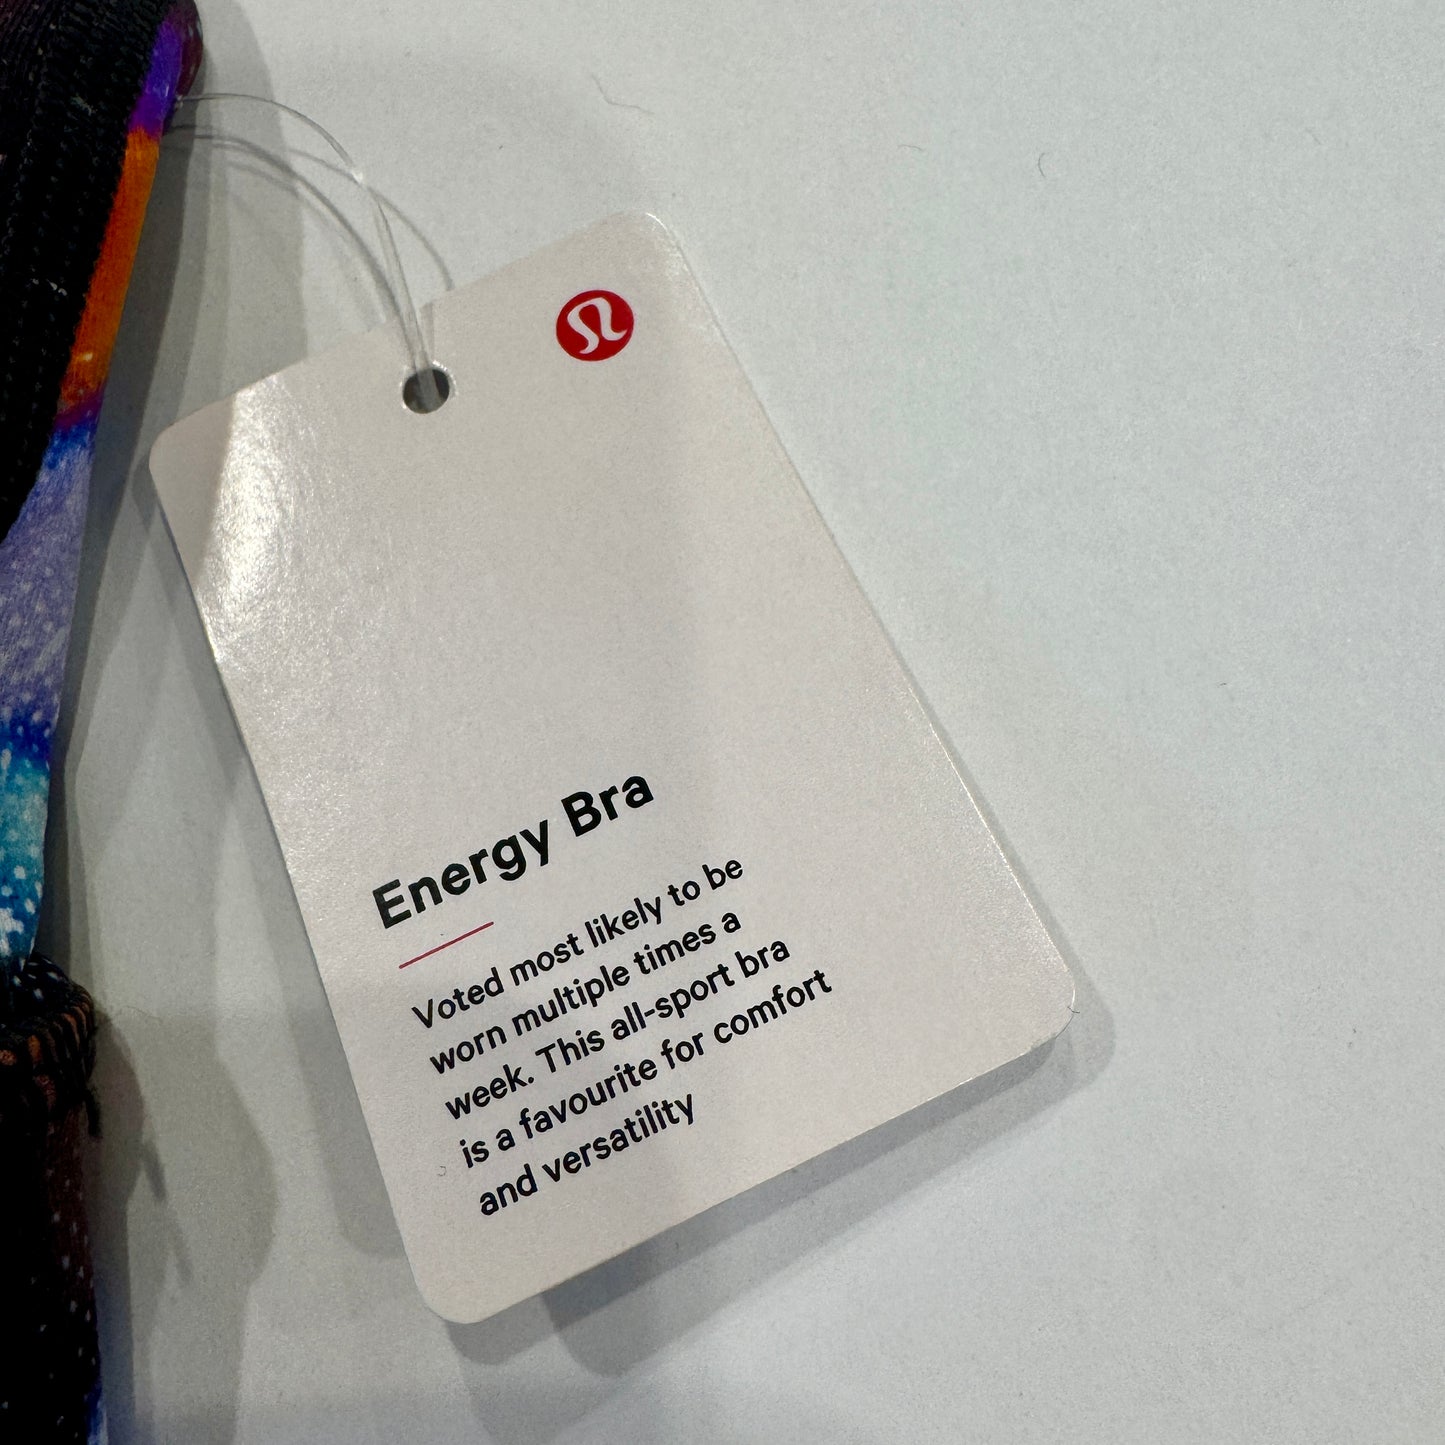 Energy Bra
Voted most likely to be
worn multiple times a
week. This all-sport bra
is a favourite for comfort
and versatility